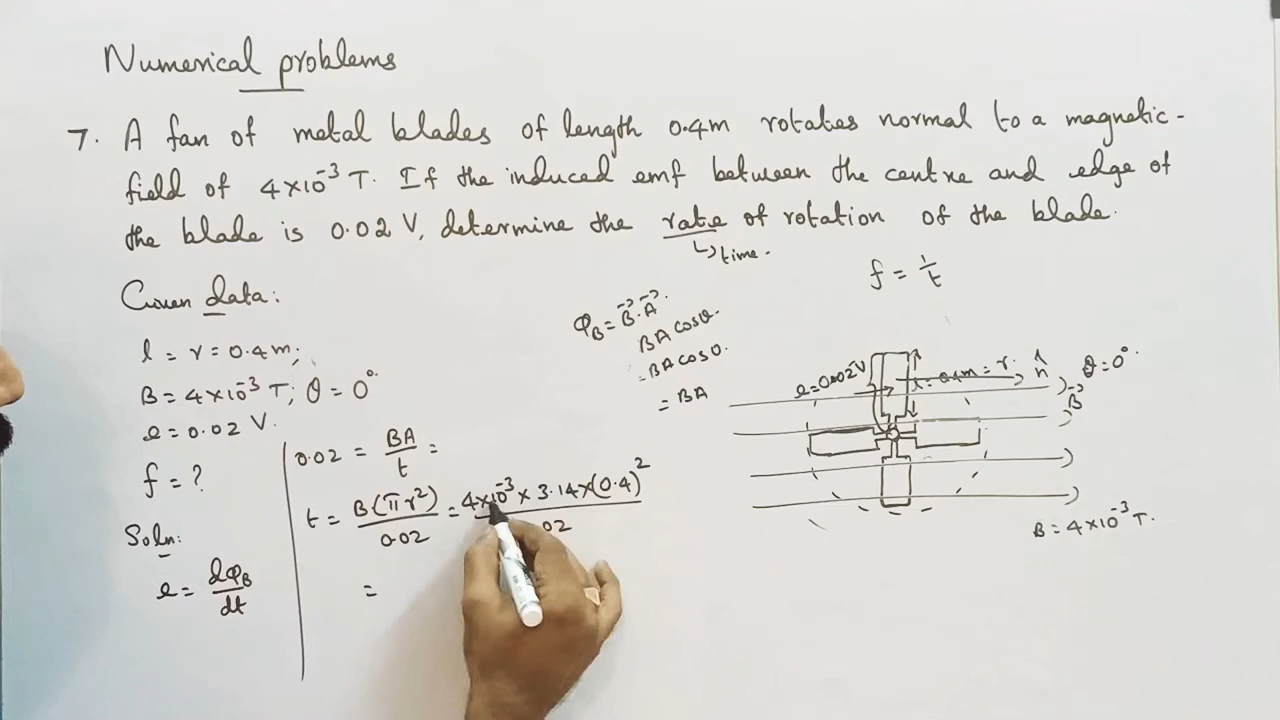 Numerical problems
7. A fan of metal blades of length 0.4m rotates normal to a magnetic-
field of 4×10⁻³ T. If the induced emf between the centre and edge of
the blade is 0.02 V, determine the rate of rotation of the blade.
↳ time.
f = 1/t
Given data:
l = r = 0.4 m;
B = 4×10⁻³ T; θ = 0°
e = 0.02 V.
f = ?
Soln:
e = dΦ_B/dt
0.02 = BA/t =
t = B(πr²)/0.02 = 4×10⁻³ × 3.14×(0.4)²/02
=
Φ_B = B⃗·A⃗.
BA cosθ.
= BA cos0.
= BA
e=0.02V
l = 0.4m = r.
n̂
θ = 0°
B⃗
B = 4×10⁻³ T.